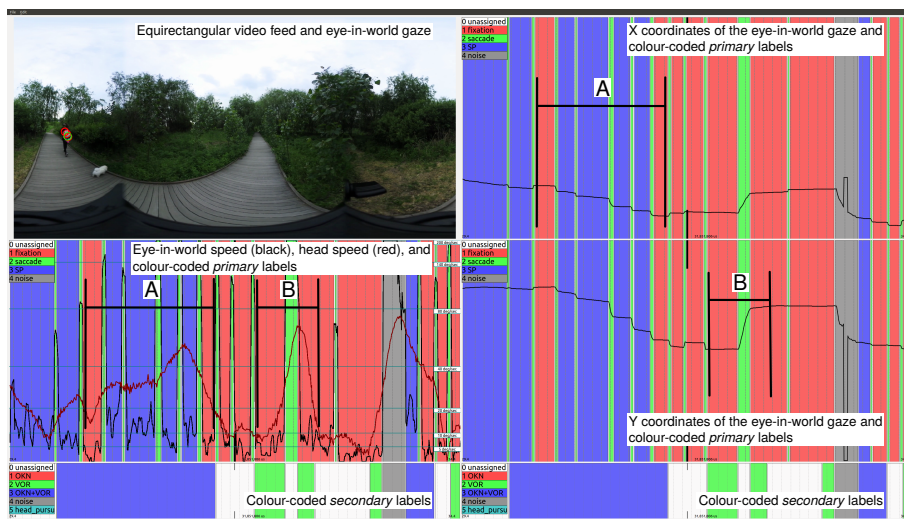 File Edit
Equirectangular video feed and eye-in-world gaze
0 unassigned
1 fixation
2 saccade
3 SP
4 noise
X coordinates of the eye-in-world gaze and
colour-coded primary labels
A
0 unassigned
1 fixation
2 saccade
3 SP
4 noise
Eye-in-world speed (black), head speed (red), and
colour-coded primary labels
A
B
0 unassigned
1 fixation
2 saccade
3 SP
4 noise
B
Y coordinates of the eye-in-world gaze and
colour-coded primary labels
0 unassigned
1 OKN
2 VOR
3 OKN+VOR
4 noise
5 head_pursu
Colour-coded secondary labels
0 unassigned
1 OKN
2 VOR
3 OKN+VOR
4 noise
5 head_pursu
Colour-coded secondary labels